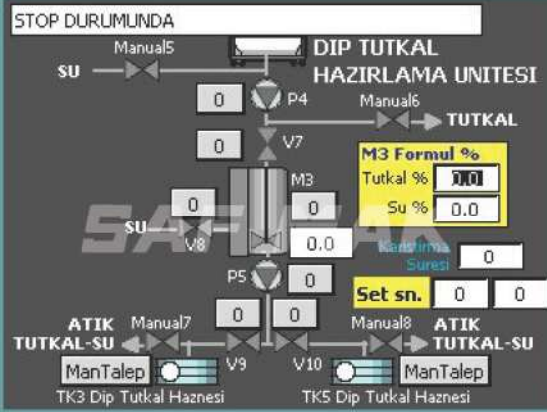 STOP DURUMUNDA
Manual5
DIP TUTKAL
HAZIRLAMA UNITESI
SU
0
P4
Manual6
TUTKAL
0
V7
M3 Formul %
Tutkal %
0.0
Su %
0.0
M3
0
0
SU
V8
0.0
SAFFMAK
Karistirma
Suresi
0
P5
0
Set sn.
0
0
0
0
ATIK
TUTKAL-SU
Manual7
Manual8
ATIK
TUTKAL-SU
V9
V10
ManTalep
ManTalep
TK3 Dip Tutkal Haznesi
TK5 Dip Tutkal Haznesi